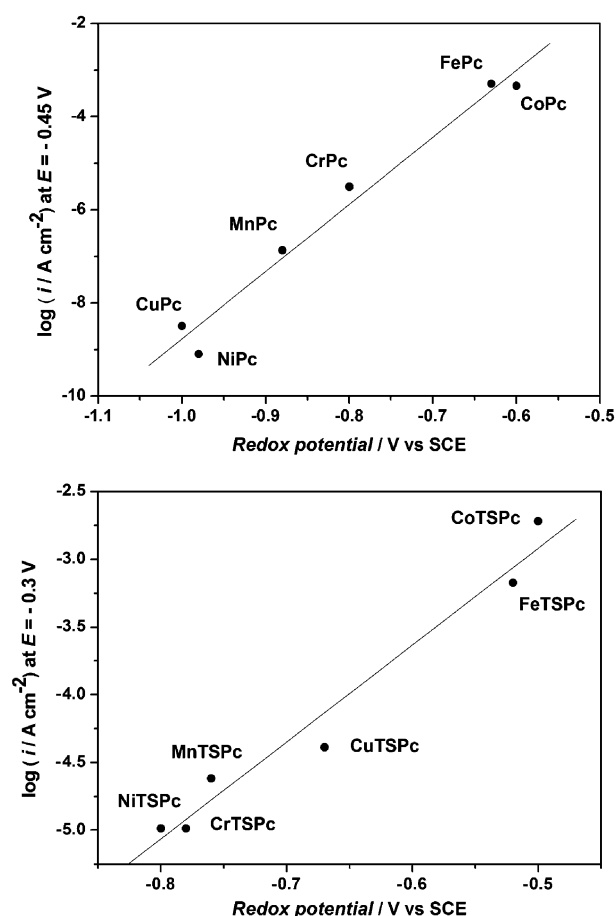 log ( i / A cm⁻²) at E = - 0.45 V
-2
-4
-6
-8
-10
FePc
CoPc
CrPc
MnPc
CuPc
NiPc
-1.1 -1.0 -0.9 -0.8 -0.7 -0.6 -0.5
Redox potential / V vs SCE
log ( i / A cm⁻²) at E = - 0.3 V
-2.5
-3.0
-3.5
-4.0
-4.5
-5.0
CoTSPc
FeTSPc
CuTSPc
MnTSPc
NiTSPc
CrTSPc
-0.8 -0.7 -0.6 -0.5
Redox potential / V vs SCE